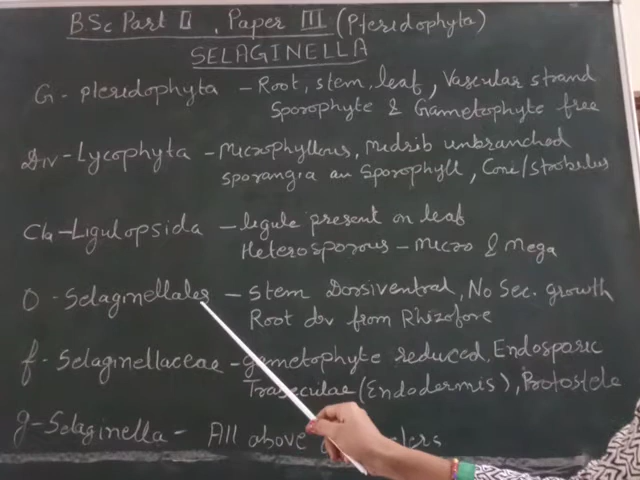 BSc Part II, Paper III (Pteridophyta)
SELAGINELLA
G - Pteridophyta - Root, stem, leaf, Vascular strand
Sporophyte & Gametophyte free
Div - Lycophyta - Microphyllous, midrib unbranched
sporangia on Sporophyll, Cone/strobilus
Cla - Ligulopsida - ligule present on leaf
Heterosporous - Micro & Mega
O - Selaginellales - Stem Dorsiventral, No Sec. growth
Root dev from Rhizofore
f - Selaginellaceae - gametophyte reduced, Endosporic
Trabeculae (Endodermis), Protostele
g - Selaginella - All above